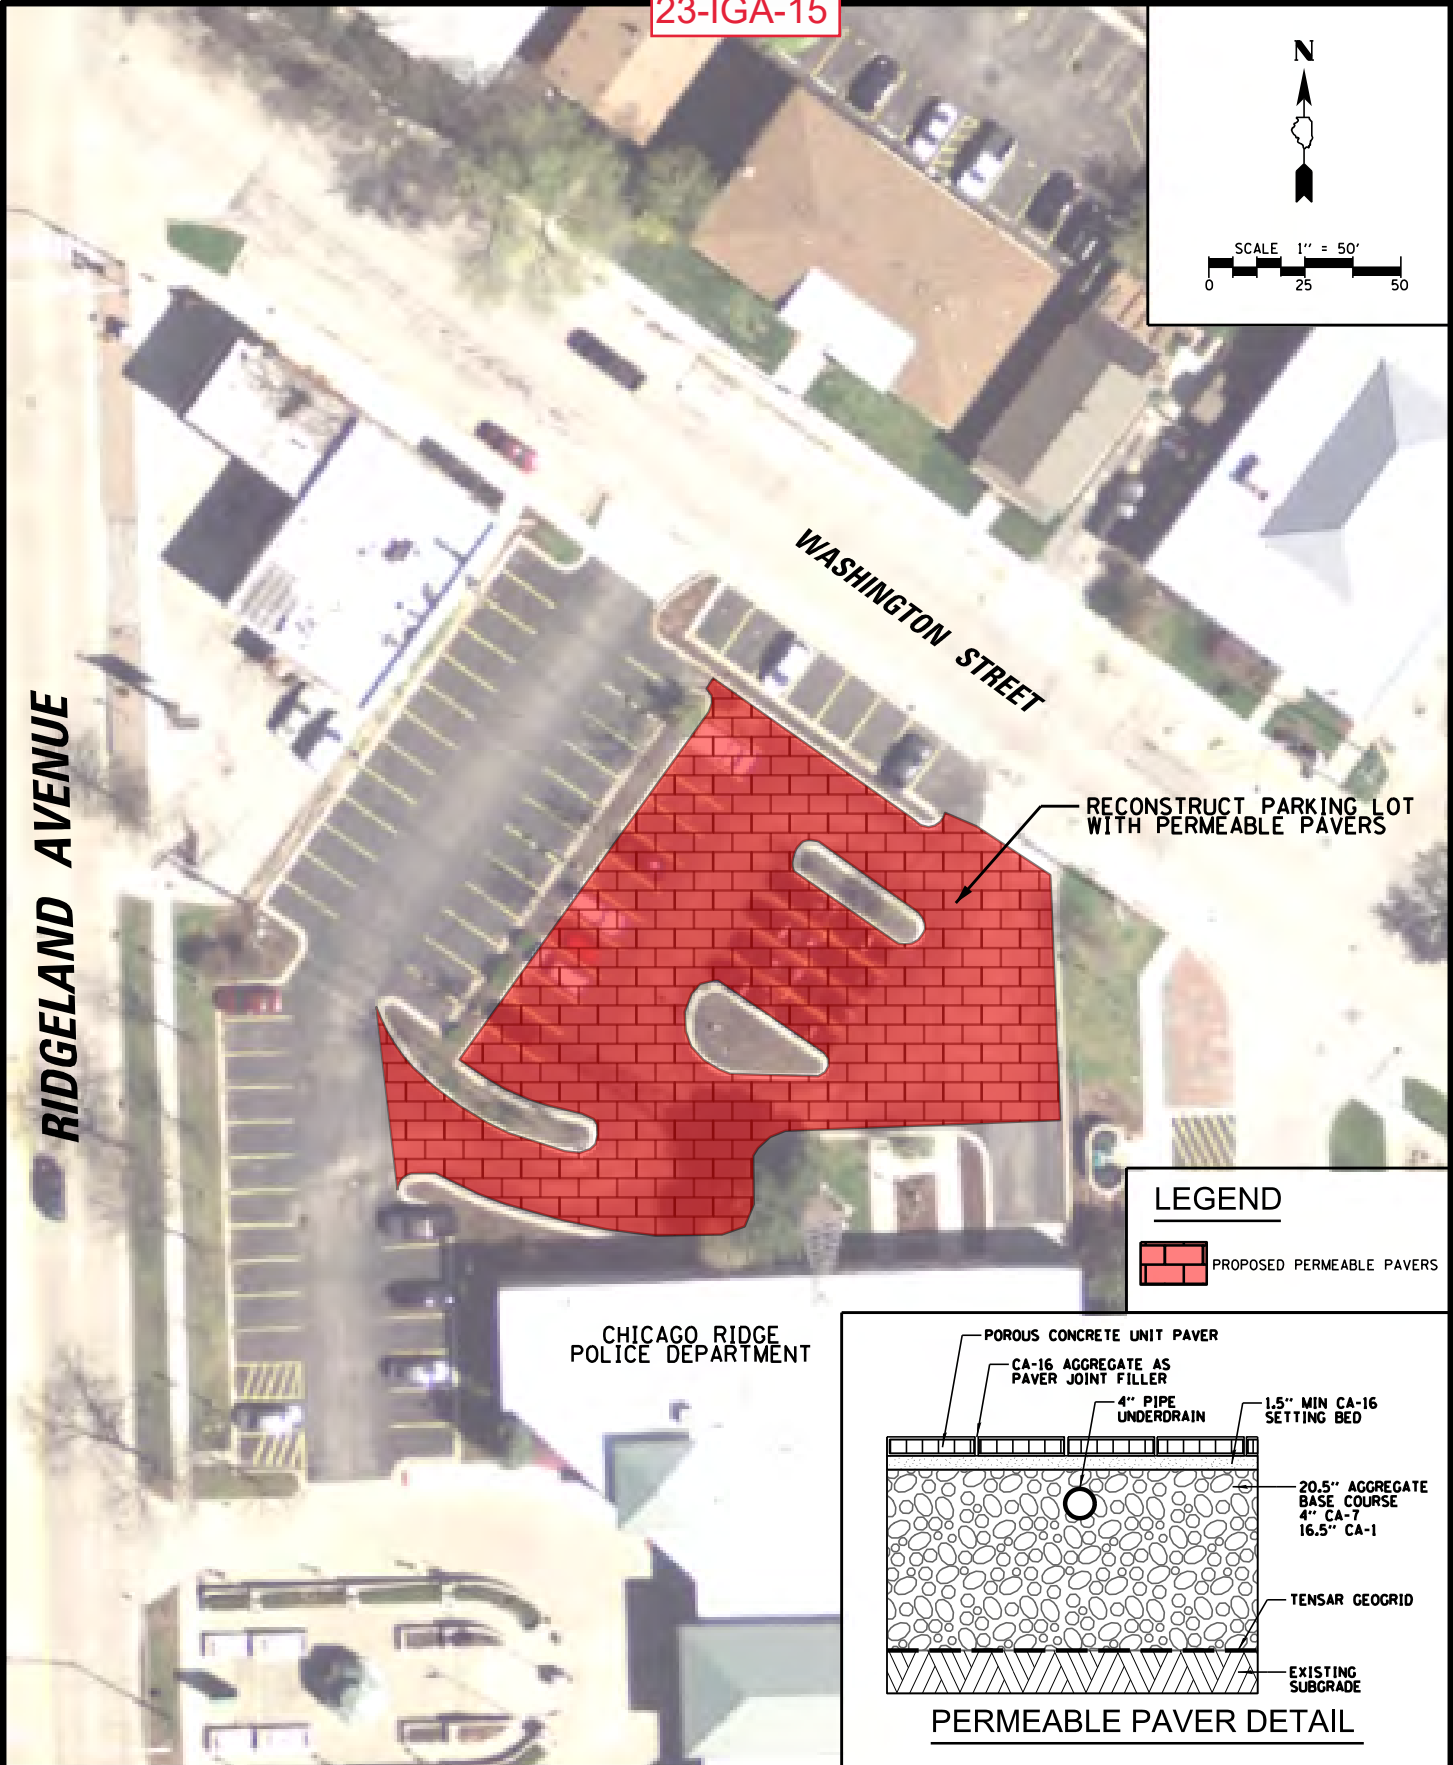 23-IGA-15
N
SCALE 1" = 50'
0 25 50
WASHINGTON STREET
RIDGELAND AVENUE
RECONSTRUCT PARKING LOT
WITH PERMEABLE PAVERS
LEGEND
PROPOSED PERMEABLE PAVERS
CHICAGO RIDGE
POLICE DEPARTMENT
POROUS CONCRETE UNIT PAVER
CA-16 AGGREGATE AS
PAVER JOINT FILLER
4" PIPE
UNDERDRAIN
1.5" MIN CA-16
SETTING BED
20.5" AGGREGATE
BASE COURSE
4" CA-7
16.5" CA-1
TENSAR GEOGRID
EXISTING
SUBGRADE
PERMEABLE PAVER DETAIL